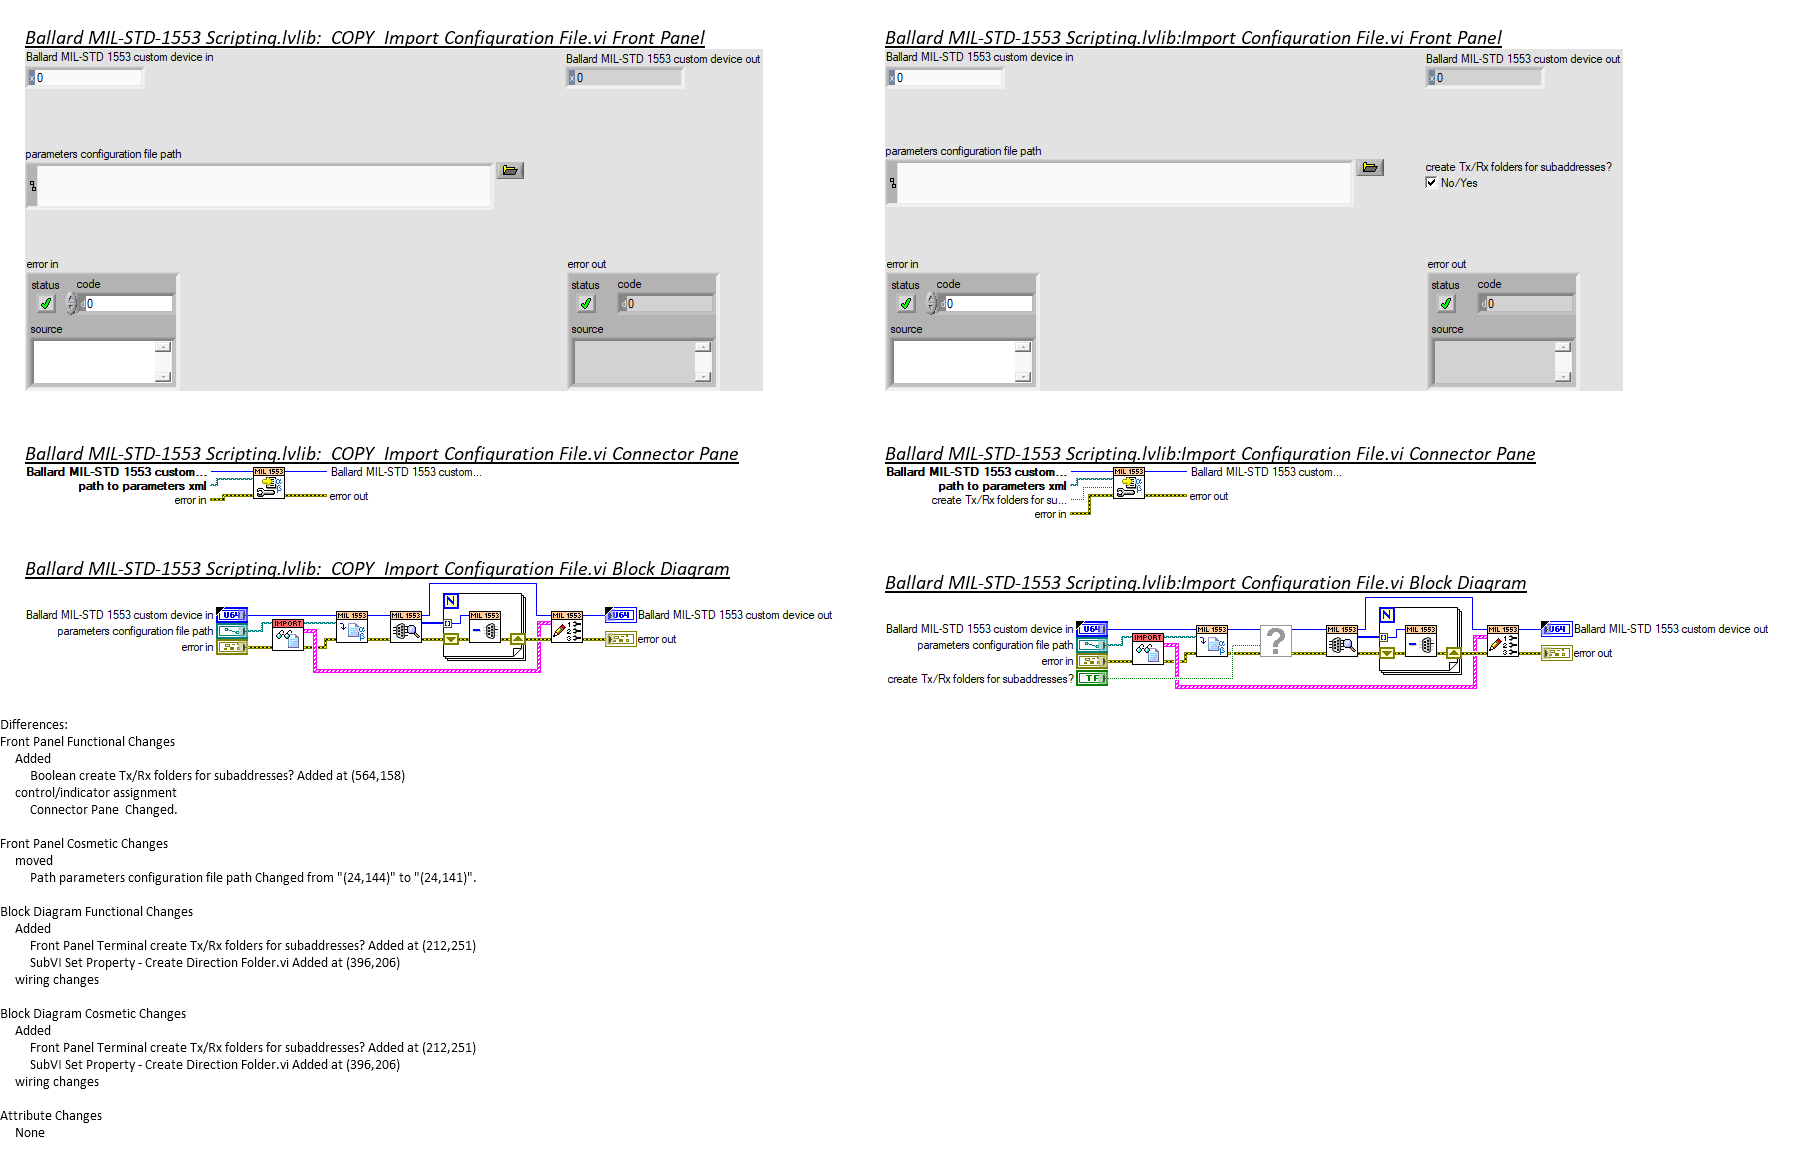 Ballard MIL-STD-1553 Scripting.lvlib:  COPY  Import Configuration File.vi Front Panel
Ballard MIL-STD 1553 custom device in
x 0
Ballard MIL-STD 1553 custom device out
x 0
parameters configuration file path
error in
status
code
d 0
source
error out
status
code
d 0
source
Ballard MIL-STD-1553 Scripting.lvlib:Import Configuration File.vi Front Panel
Ballard MIL-STD 1553 custom device in
x 0
Ballard MIL-STD 1553 custom device out
x 0
parameters configuration file path
create Tx/Rx folders for subaddresses?
No/Yes
error in
status
code
d 0
source
error out
status
code
d 0
source
Ballard MIL-STD-1553 Scripting.lvlib:  COPY  Import Configuration File.vi Connector Pane
Ballard MIL-STD 1553 custom...
path to parameters xml
error in
MIL 1553
Ballard MIL-STD 1553 custom...
error out
Ballard MIL-STD-1553 Scripting.lvlib:Import Configuration File.vi Connector Pane
Ballard MIL-STD 1553 custom...
path to parameters xml
create Tx/Rx folders for su...
error in
MIL 1553
Ballard MIL-STD 1553 custom...
error out
Ballard MIL-STD-1553 Scripting.lvlib:  COPY  Import Configuration File.vi Block Diagram
Ballard MIL-STD 1553 custom device in
parameters configuration file path
error in
U64
IMPORT
MIL 1553
MIL 1553
N
MIL 1553
MIL 1553
U64
Ballard MIL-STD 1553 custom device out
error out
Ballard MIL-STD-1553 Scripting.lvlib:Import Configuration File.vi Block Diagram
Ballard MIL-STD 1553 custom device in
parameters configuration file path
error in
create Tx/Rx folders for subaddresses?
U64
TF
IMPORT
MIL 1553
?
MIL 1553
N
MIL 1553
MIL 1553
U64
Ballard MIL-STD 1553 custom device out
error out
Differences:
Front Panel Functional Changes
Added
Boolean create Tx/Rx folders for subaddresses? Added at (564,158)
control/indicator assignment
Connector Pane  Changed.
Front Panel Cosmetic Changes
moved
Path parameters configuration file path Changed from "(24,144)" to "(24,141)".
Block Diagram Functional Changes
Added
Front Panel Terminal create Tx/Rx folders for subaddresses? Added at (212,251)
SubVI Set Property - Create Direction Folder.vi Added at (396,206)
wiring changes
Block Diagram Cosmetic Changes
Added
Front Panel Terminal create Tx/Rx folders for subaddresses? Added at (212,251)
SubVI Set Property - Create Direction Folder.vi Added at (396,206)
wiring changes
Attribute Changes
None